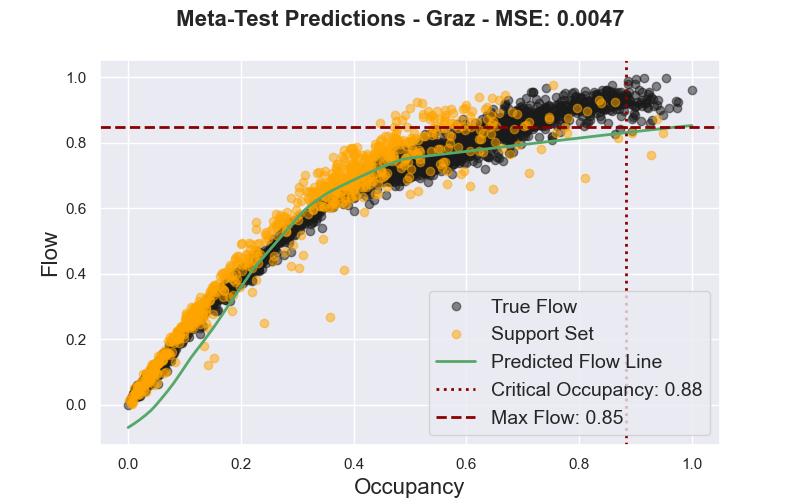 Meta-Test Predictions - Graz - MSE: 0.0047
1.0
0.8
0.6
0.4
0.2
0.0
Flow
True Flow
Support Set
Predicted Flow Line
Critical Occupancy: 0.88
Max Flow: 0.85
0.0 0.2 0.4 0.6 0.8 1.0
Occupancy